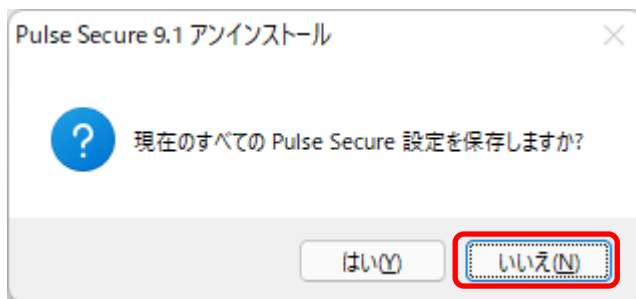 Pulse Secure 9.1 アンインストール
現在のすべての Pulse Secure 設定を保存しますか?
はい(Y)
いいえ(N)